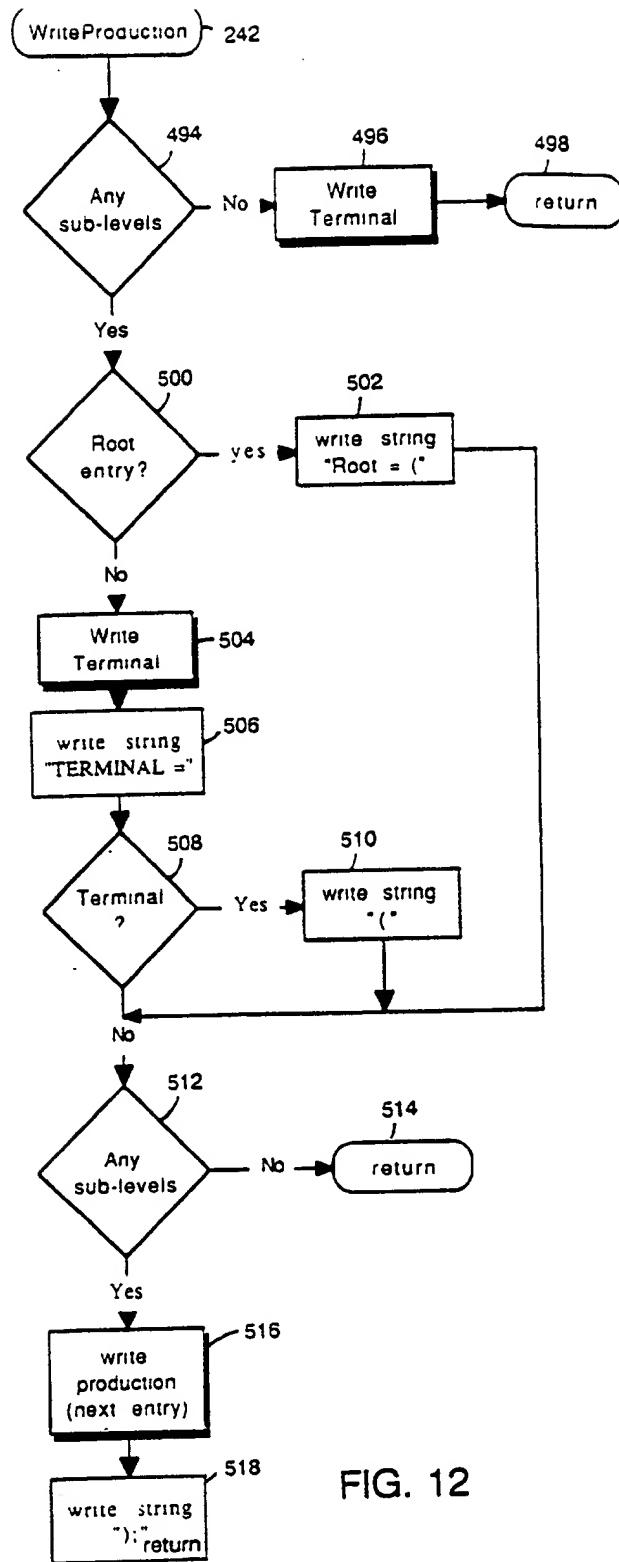 WriteProduction
242
494
Any
sub-levels
No
496
Write
Terminal
498
return
Yes
500
Root
entry?
yes
502
write string
"Root = ("
No
Write
Terminal
504
write string
"TERMINAL ="
506
508
Terminal
?
Yes
510
write string
"("
No
512
Any
sub-levels
No
514
return
Yes
516
write
production
(next entry)
518
write string
");"return
FIG. 12